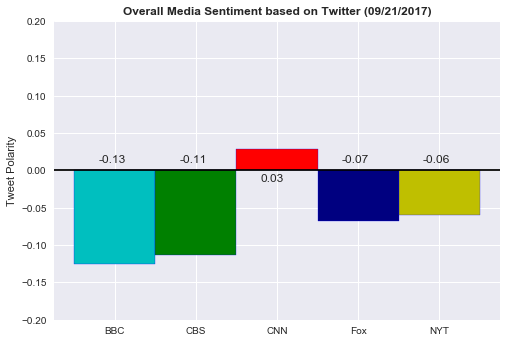 Overall Media Sentiment based on Twitter (09/21/2017)
Tweet Polarity
0.20
0.15
0.10
0.05
0.00
−0.05
−0.10
−0.15
−0.20
-0.13
-0.11
0.03
-0.07
-0.06
BBC
CBS
CNN
Fox
NYT